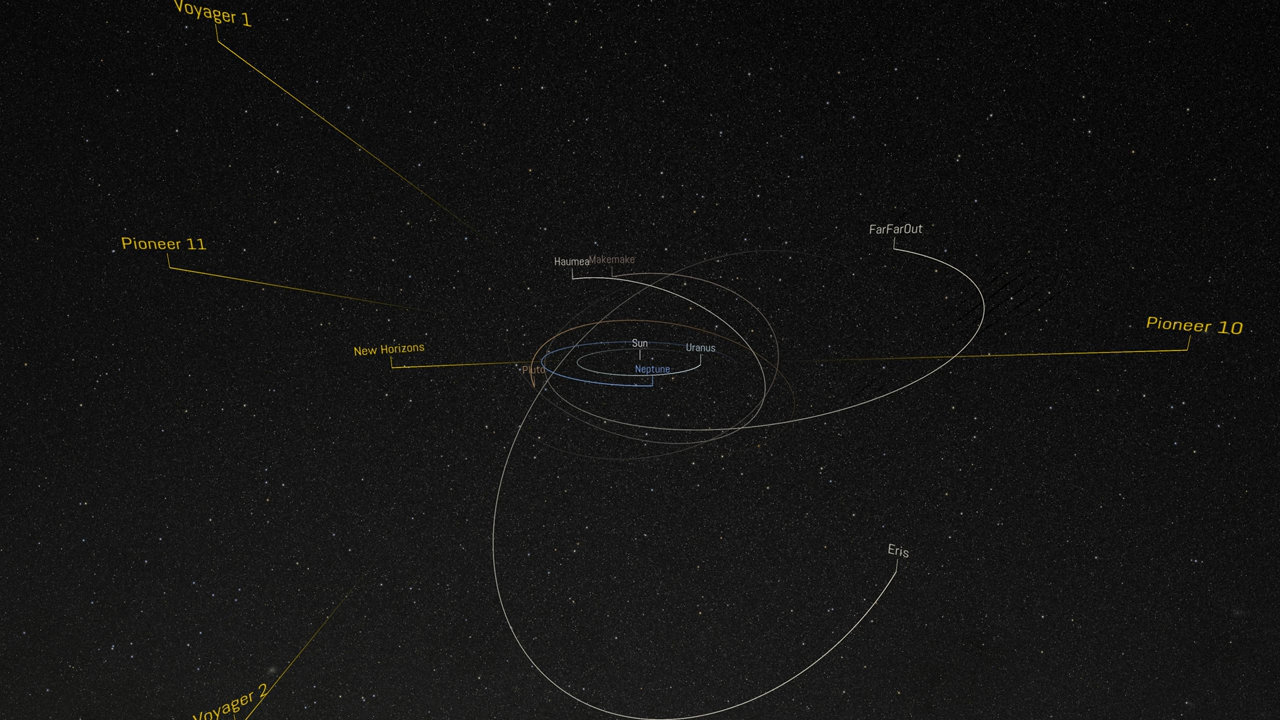 Voyager 1
FarFarOut
Pioneer 11
Haumea
Makemake
Pioneer 10
Sun
New Horizons
Uranus
Pluto
Neptune
Eris
Voyager 2